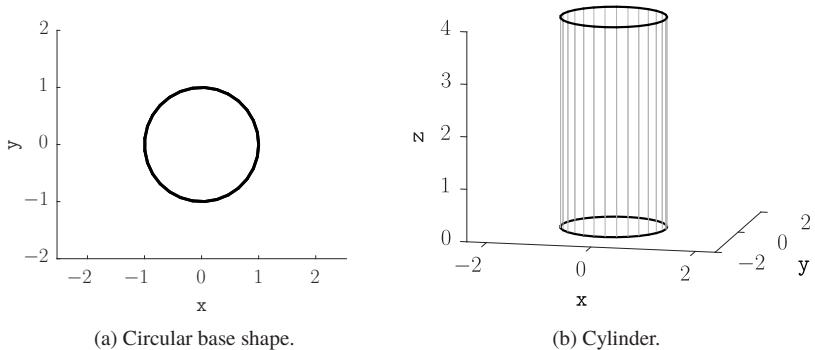 2
1
0
−1
−2
y
−2 −1 0 1 2
x
(a) Circular base shape.
4
3
2
1
0
z
−2 0 2
x
−2 0 2
y
(b) Cylinder.